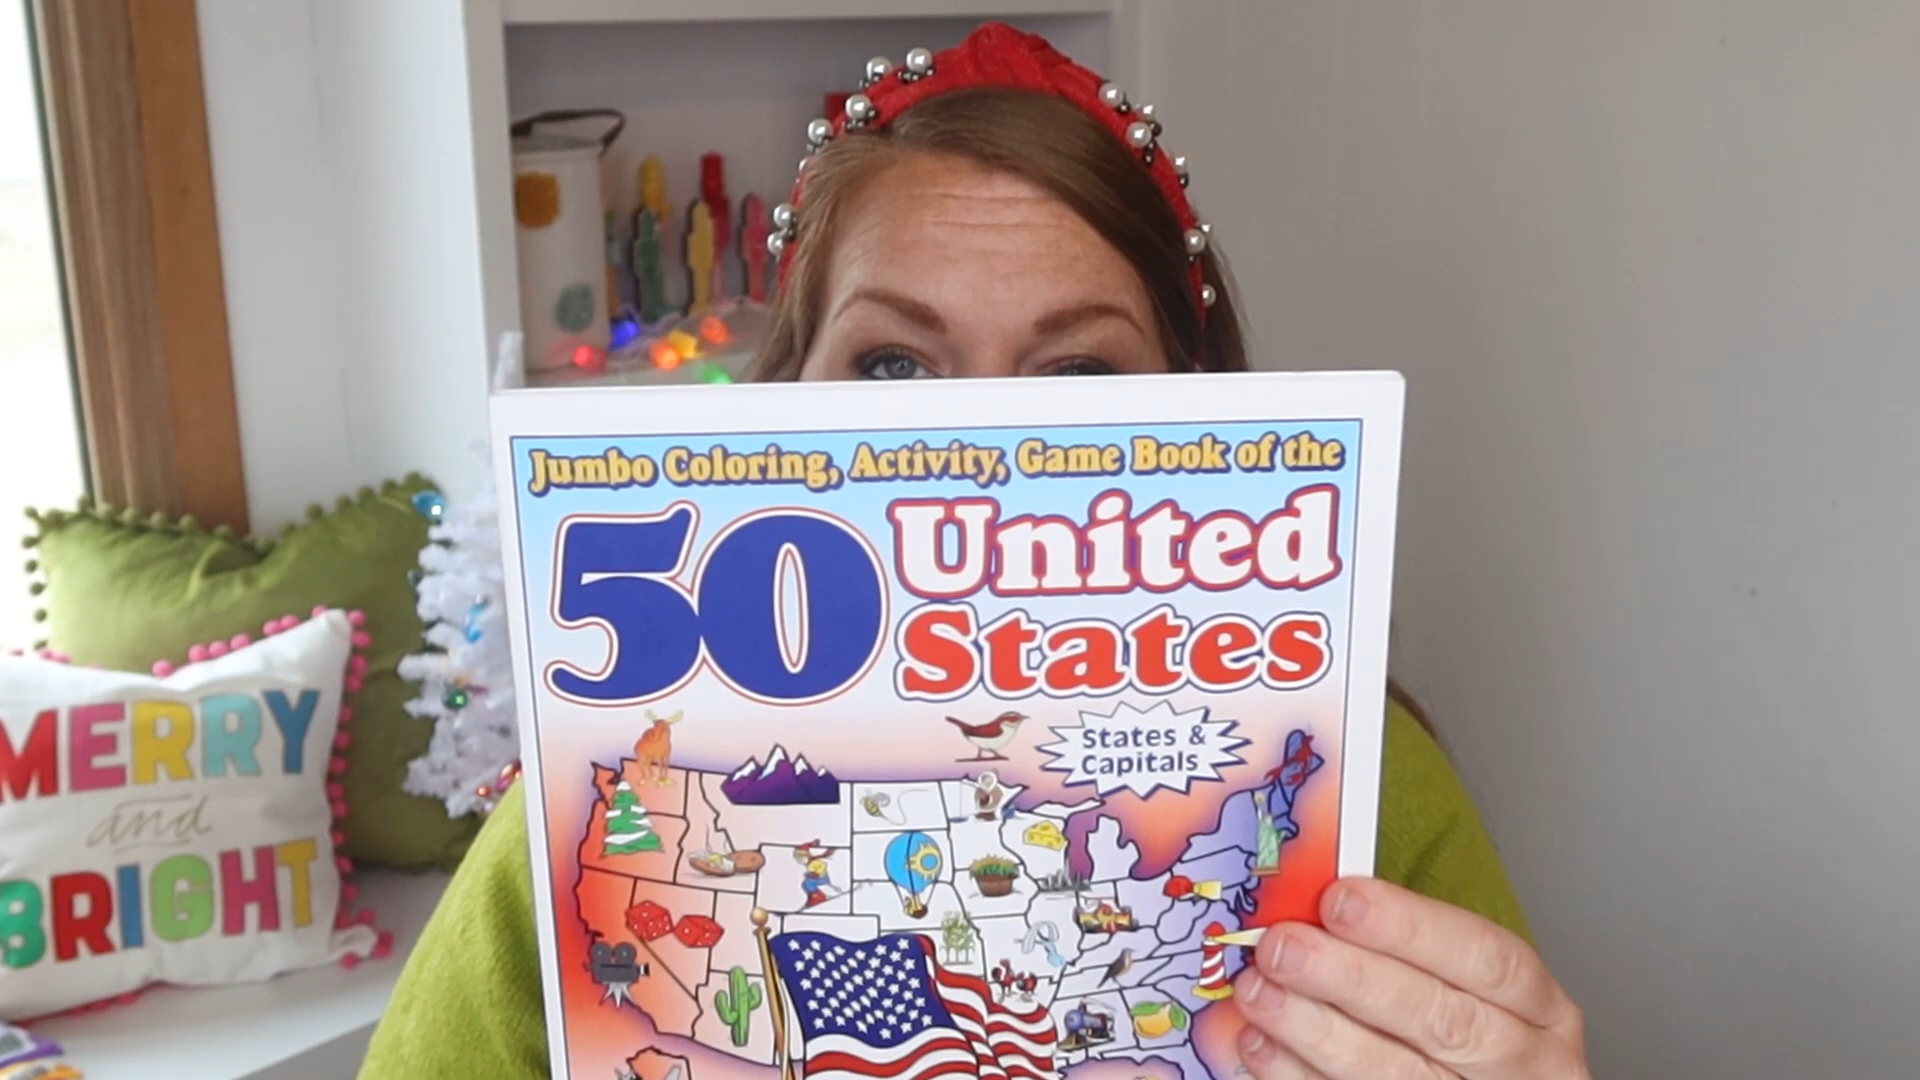 Jumbo Coloring, Activity, Game Book of the
50 United
States
States &
Capitals
MERRY
and
BRIGHT